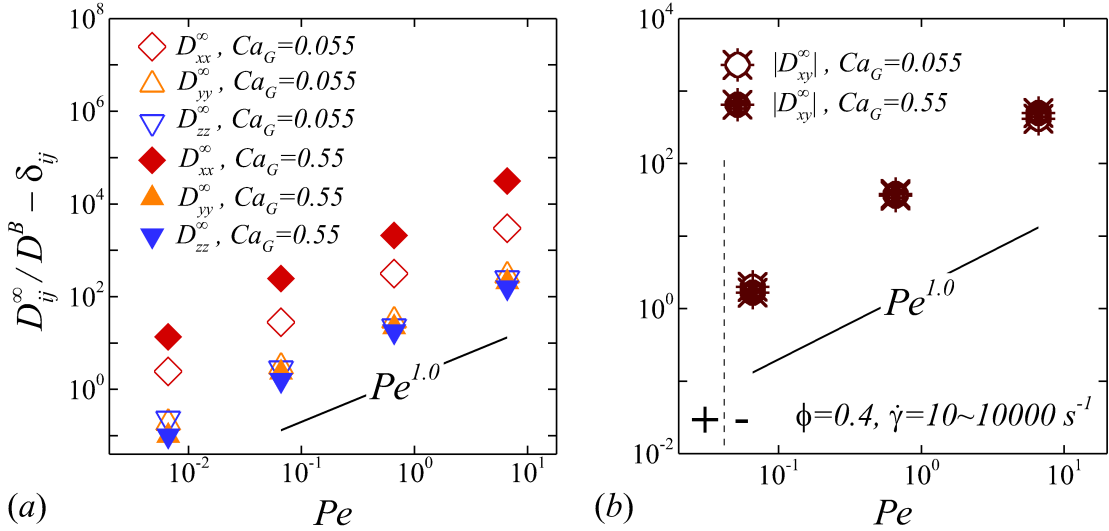 10^8
10^6
10^4
10^2
10^0
D^∞_ij / D^B – δ_ij
D^∞_xx , Ca_G=0.055
D^∞_yy , Ca_G=0.055
D^∞_zz , Ca_G=0.055
D^∞_xx , Ca_G=0.55
D^∞_yy , Ca_G=0.55
D^∞_zz , Ca_G=0.55
Pe^1.0
10^-2 10^-1 10^0 10^1
(a) Pe
10^4
10^2
10^0
10^-2
|D^∞_xy| , Ca_G=0.055
|D^∞_xy| , Ca_G=0.55
Pe^1.0
+ -
ϕ=0.4, γ̇=10~10000 s^-1
10^-1 10^0 10^1
(b) Pe